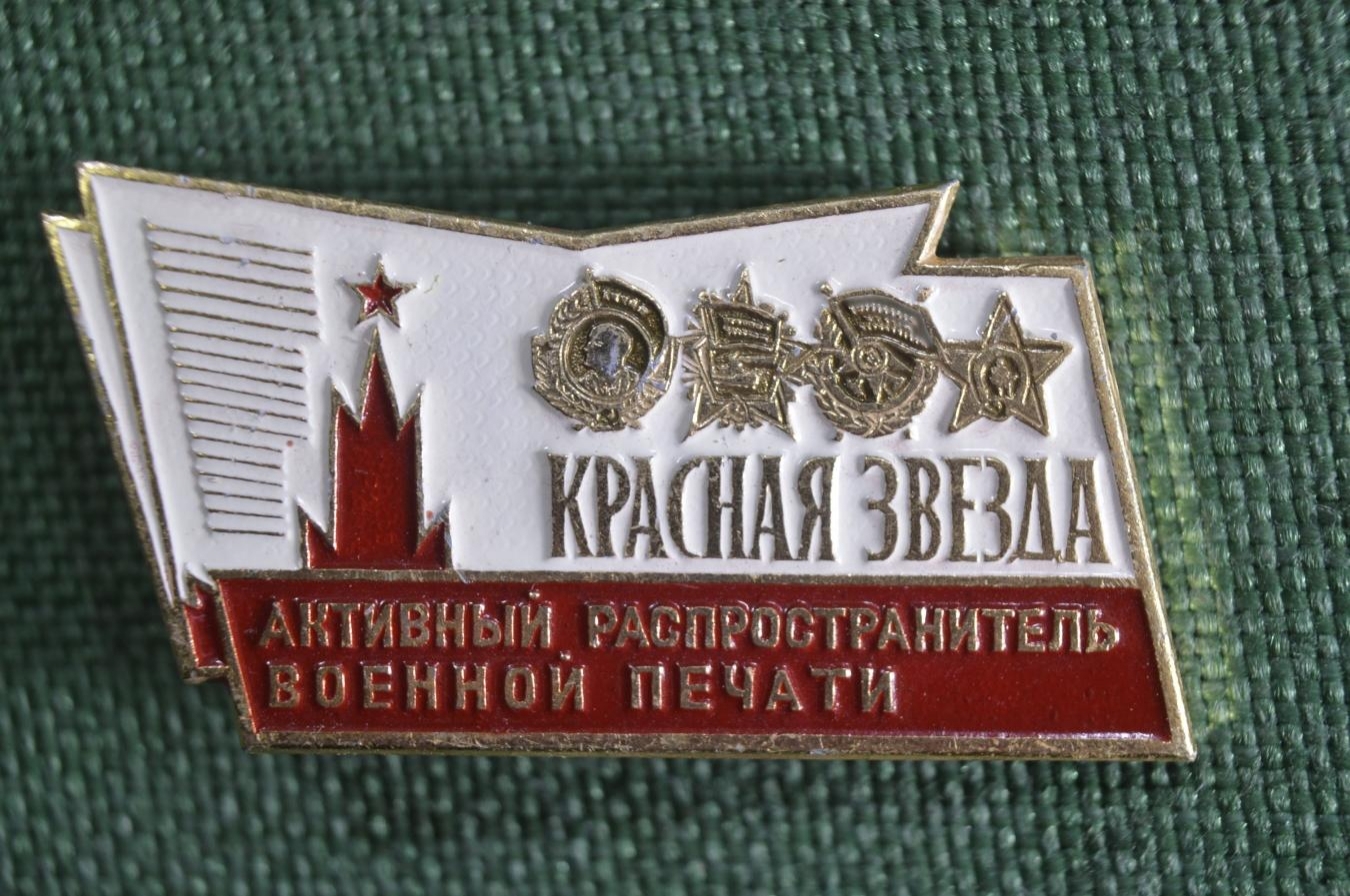 КРАСНАЯ ЗВЕЗДА
АКТИВНЫЙ РАСПРОСТРАНИТЕЛЬ
ВОЕННОЙ ПЕЧАТИ